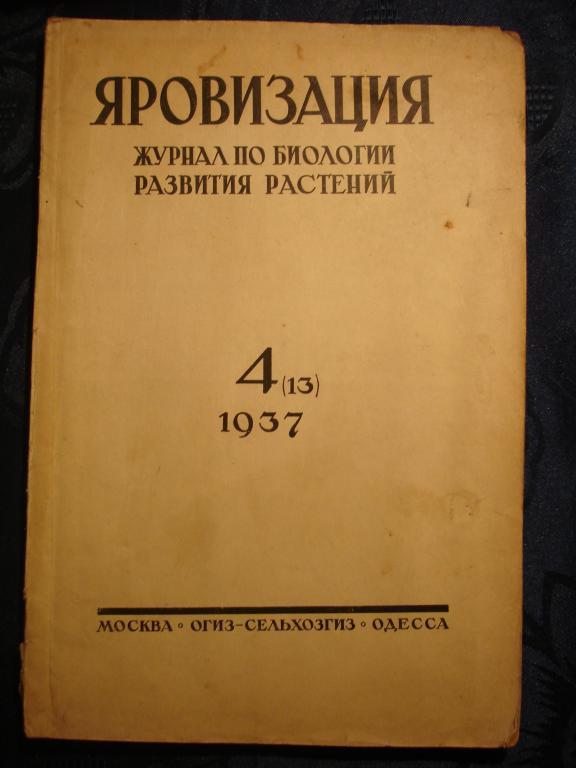 ЯРОВИЗАЦИЯ
ЖУРНАЛ ПО БИОЛОГИИ
РАЗВИТИЯ РАСТЕНИЙ
4 (13)
1937
МОСКВА • ОГИЗ-СЕЛЬХОЗГИЗ • ОДЕССА